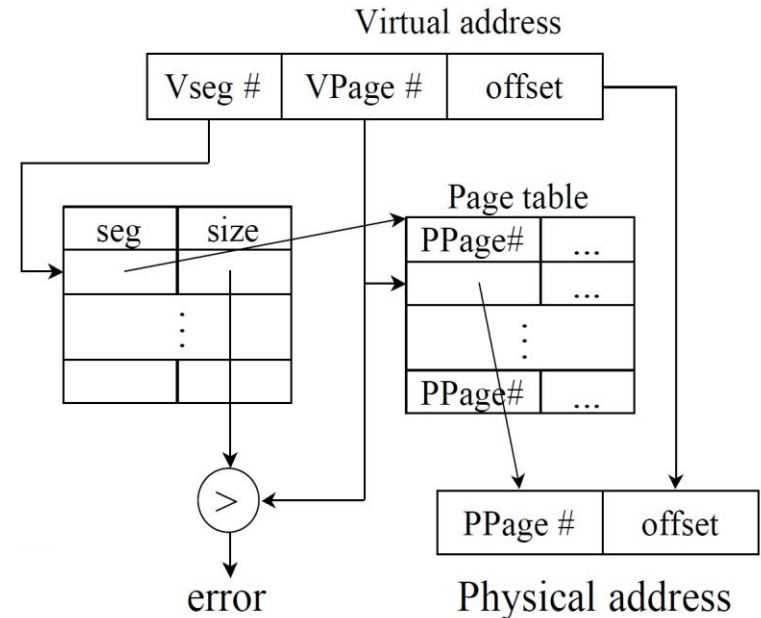 Virtual address
Vseg # VPage # offset
Page table
seg size
PPage# ...
...
⋮ ⋮
PPage# ...
>
PPage # offset
error
Physical address